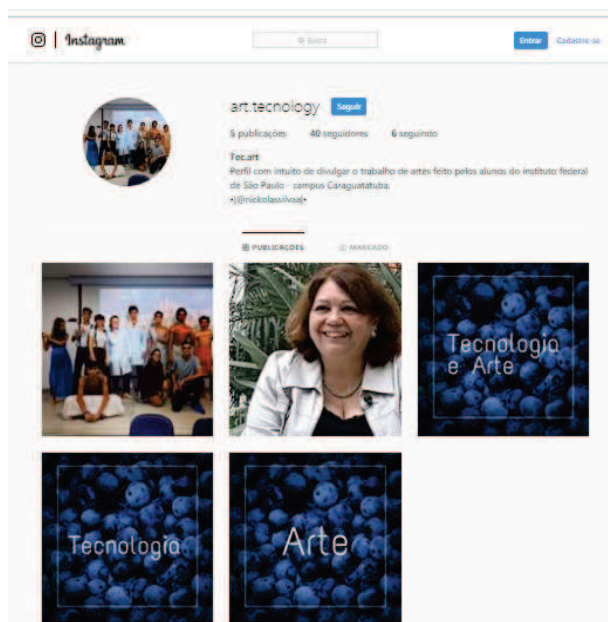 Instagram
Busca
Entrar
Cadastre-se
art.tecnology
Seguir
5 publicações 40 seguidores 6 seguindo
Tec.art
Perfil com intuito de divulgar o trabalho de artes feito pelos alunos do instituto federal
de São Paulo - campus Caraguatatuba.
•|@nickolassilvaa|•
PUBLICAÇÕES
MARCADO
Tecnologia
e Arte
Tecnologia
Arte